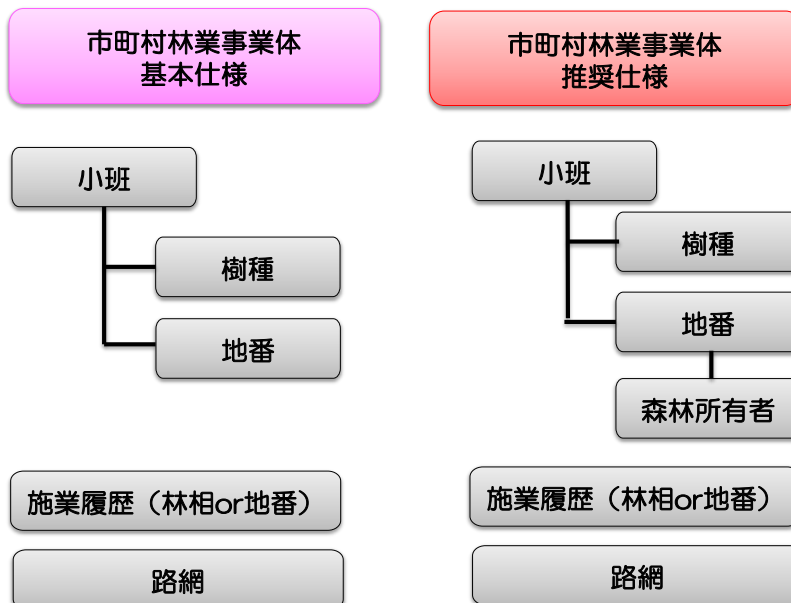 市町村林業事業体
基本仕様
小班
樹種
地番
施業履歴（林相or地番）
路網
市町村林業事業体
推奨仕様
小班
樹種
地番
森林所有者
施業履歴（林相or地番）
路網